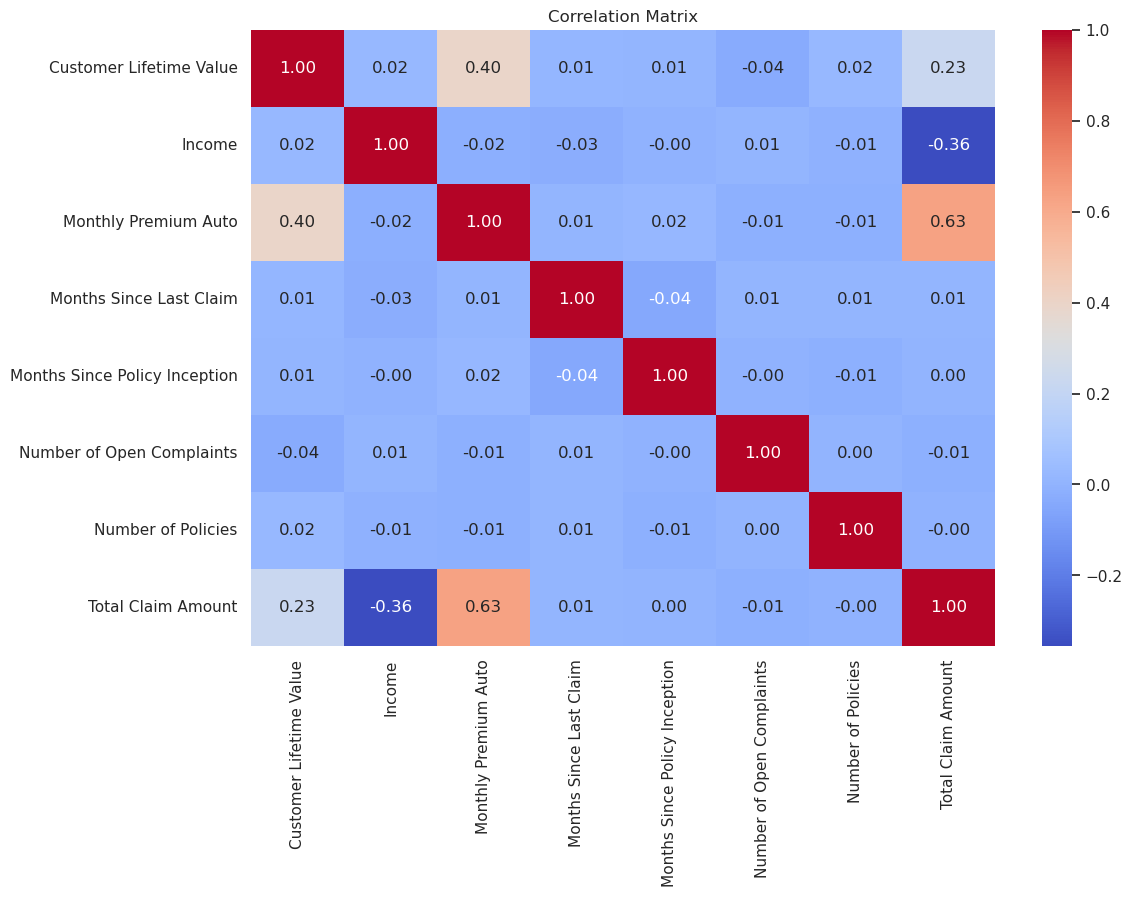 Correlation Matrix
Customer Lifetime Value 1.00 0.02 0.40 0.01 0.01 -0.04 0.02 0.23
Income 0.02 1.00 -0.02 -0.03 -0.00 0.01 -0.01 -0.36
Monthly Premium Auto 0.40 -0.02 1.00 0.01 0.02 -0.01 -0.01 0.63
Months Since Last Claim 0.01 -0.03 0.01 1.00 -0.04 0.01 0.01 0.01
Months Since Policy Inception 0.01 -0.00 0.02 -0.04 1.00 -0.00 -0.01 0.00
Number of Open Complaints -0.04 0.01 -0.01 0.01 -0.00 1.00 0.00 -0.01
Number of Policies 0.02 -0.01 -0.01 0.01 -0.01 0.00 1.00 -0.00
Total Claim Amount 0.23 -0.36 0.63 0.01 0.00 -0.01 -0.00 1.00
Customer Lifetime Value
Income
Monthly Premium Auto
Months Since Last Claim
Months Since Policy Inception
Number of Open Complaints
Number of Policies
Total Claim Amount
1.0
0.8
0.6
0.4
0.2
0.0
−0.2